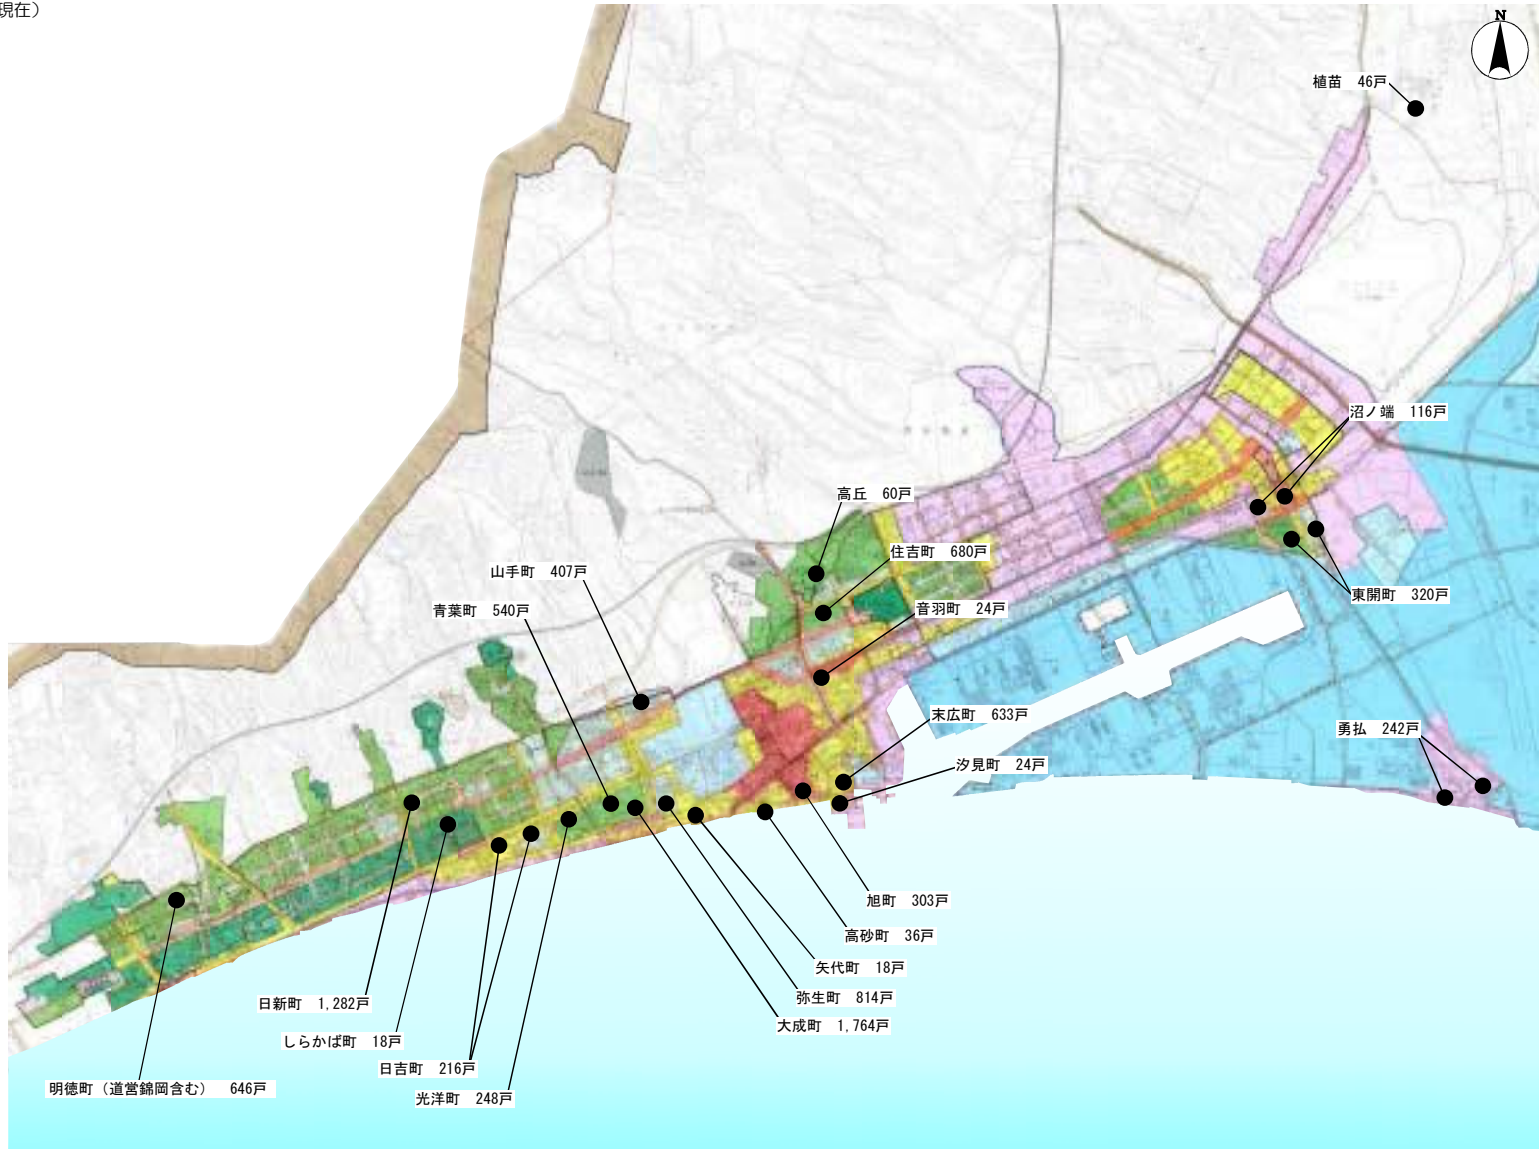 現在）
N
植苗　46戸
沼ノ端　116戸
高丘　60戸
住吉町　680戸
山手町　407戸
東開町　320戸
青葉町　540戸
音羽町　24戸
末広町　633戸
勇払　242戸
汐見町　24戸
旭町　303戸
高砂町　36戸
矢代町　18戸
弥生町　814戸
日新町　1,282戸
大成町　1,764戸
しらかば町　18戸
日吉町　216戸
明徳町（道営錦岡含む）　646戸
光洋町　248戸